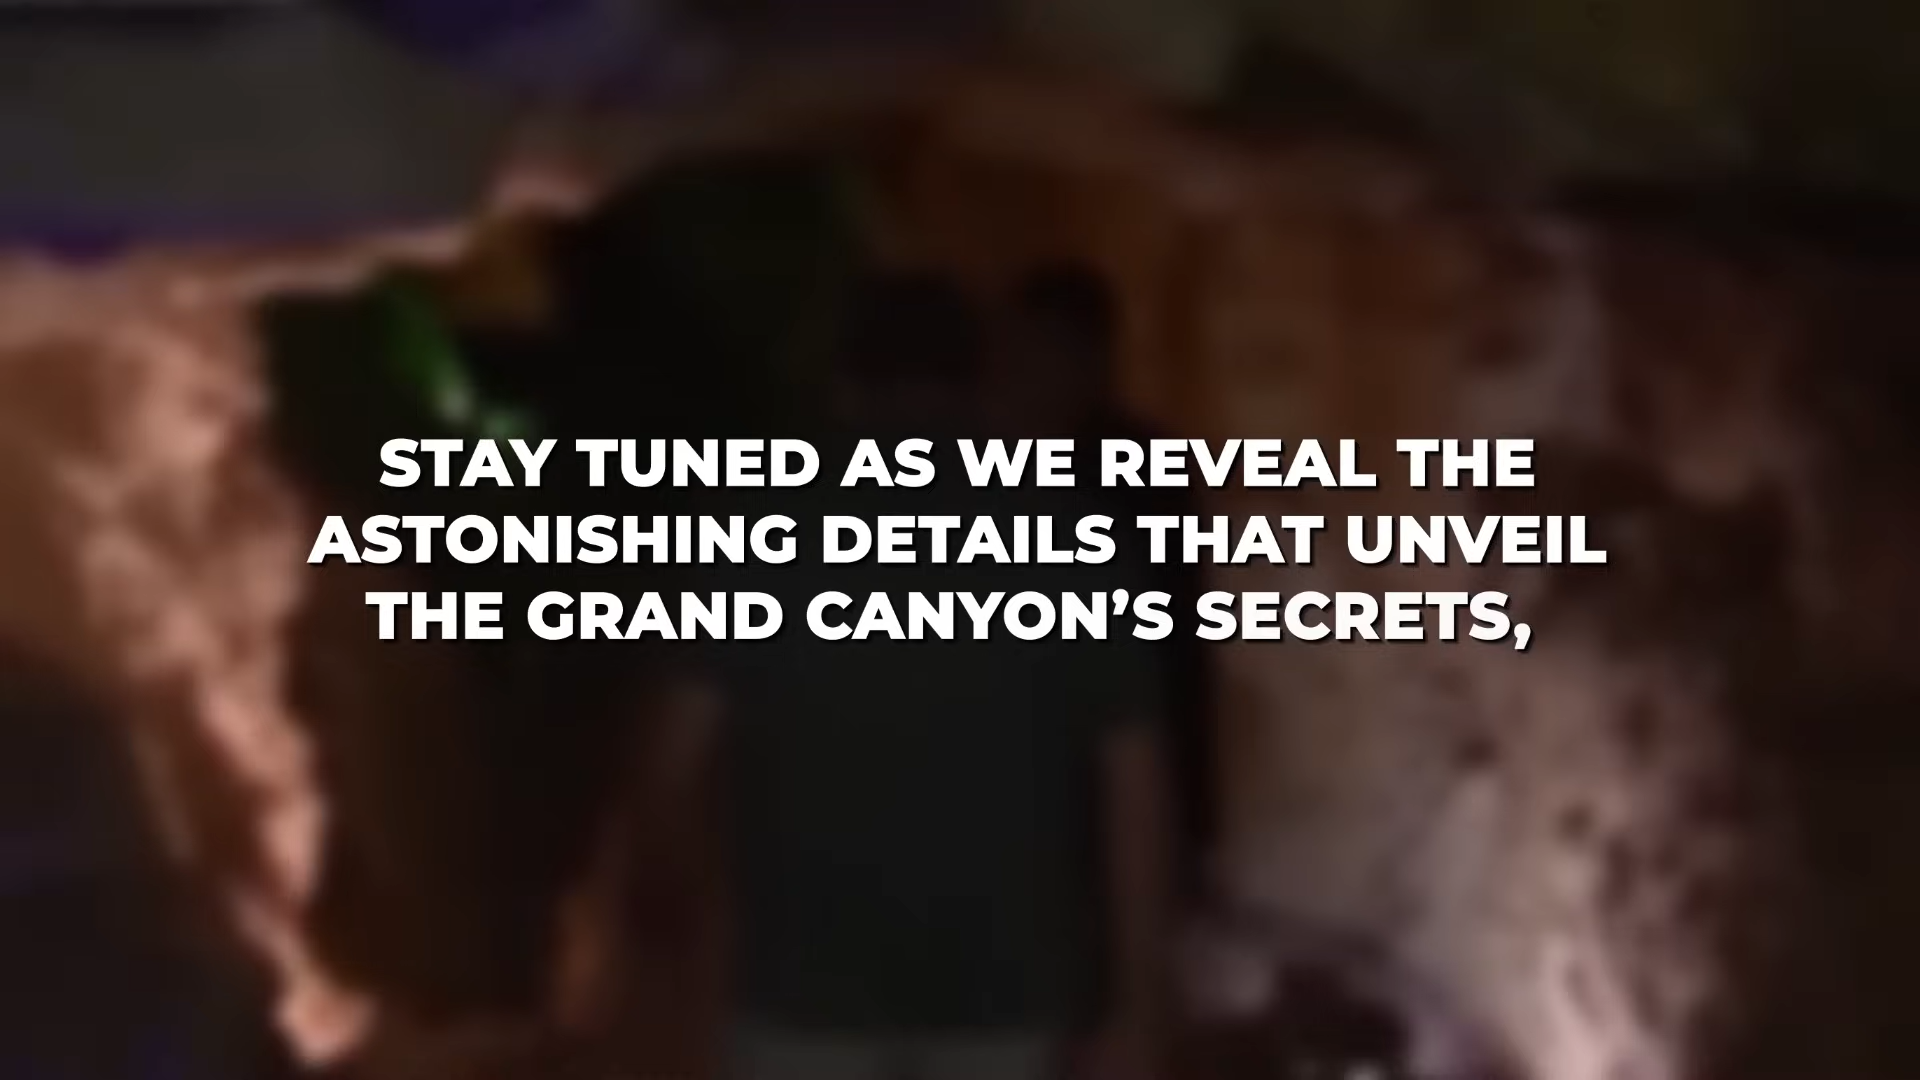 STAY TUNED AS WE REVEAL THE
ASTONISHING DETAILS THAT UNVEIL
THE GRAND CANYON’S SECRETS,